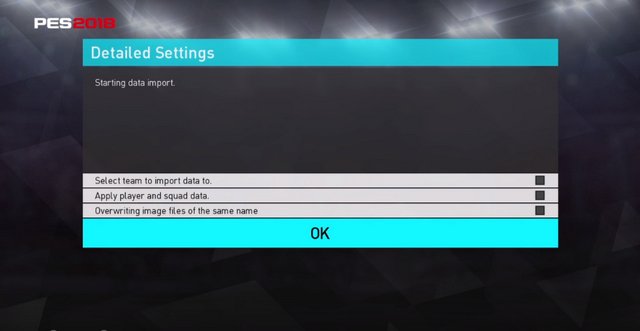 PES2018
Detailed Settings
Starting data import.
Select team to import data to.
Apply player and squad data.
Overwriting image files of the same name
OK